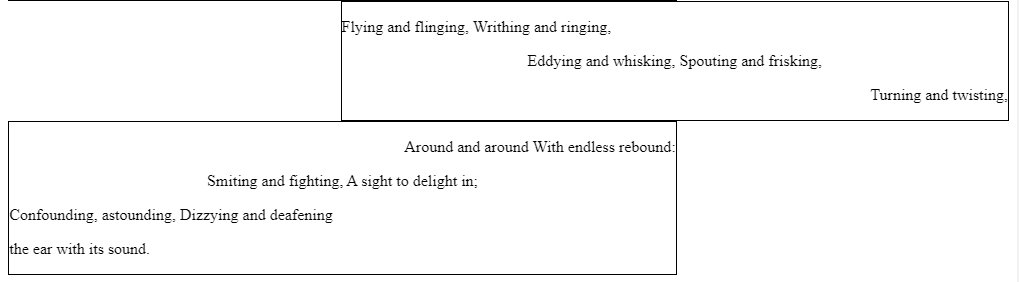 Flying and flinging, Writhing and ringing,
Eddying and whisking, Spouting and frisking,
Turning and twisting,
Around and around With endless rebound:
Smiting and fighting, A sight to delight in;
Confounding, astounding, Dizzying and deafening
the ear with its sound.